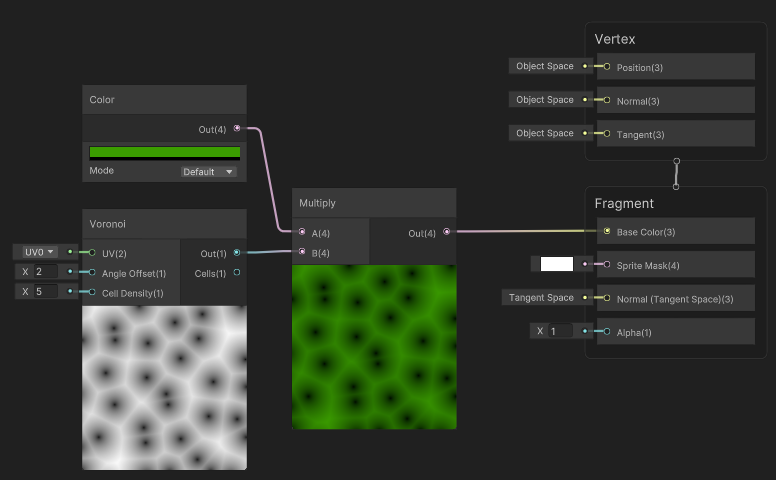 Color
Out(4)
Mode
Default
Voronoi
UV0
UV(2)
Out(1)
X 2
Angle Offset(1)
Cells(1)
X 5
Cell Density(1)
Multiply
A(4)
Out(4)
B(4)
Vertex
Object Space
Position(3)
Object Space
Normal(3)
Object Space
Tangent(3)
Fragment
Base Color(3)
Sprite Mask(4)
Tangent Space
Normal (Tangent Space)(3)
X 1
Alpha(1)